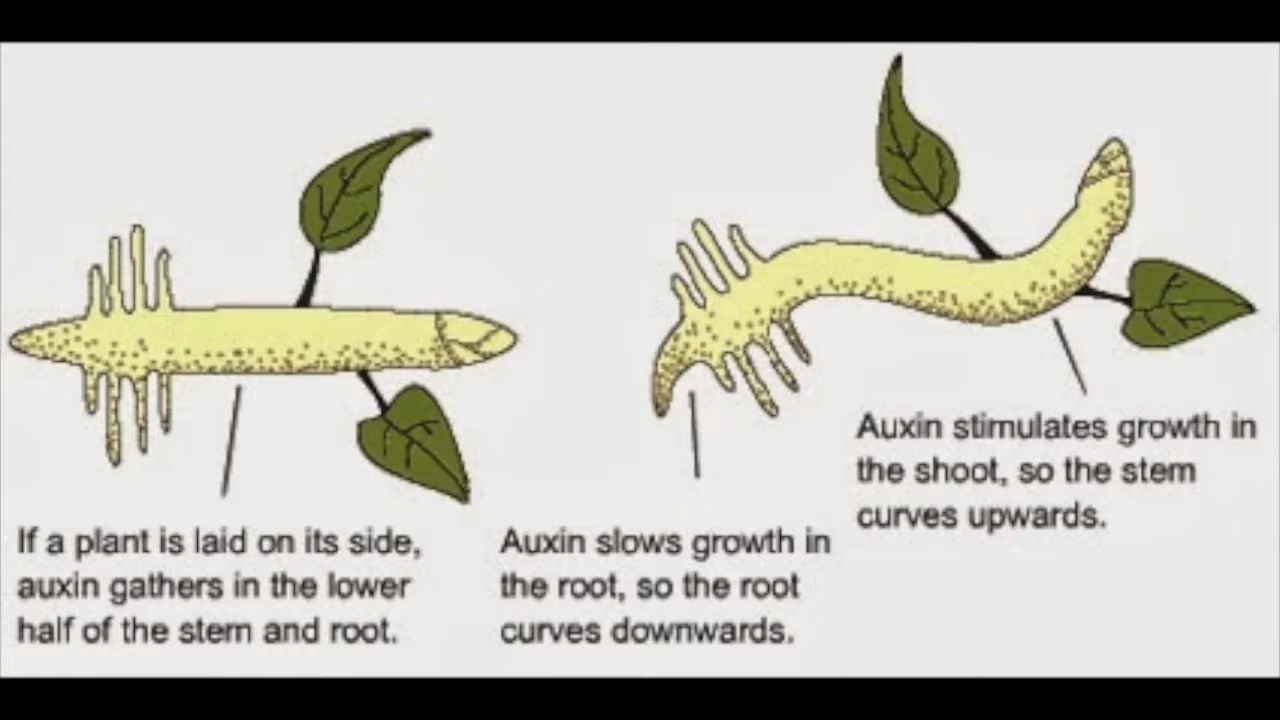 If a plant is laid on its side,
auxin gathers in the lower
half of the stem and root.
Auxin slows growth in
the root, so the root
curves downwards.
Auxin stimulates growth in
the shoot, so the stem
curves upwards.